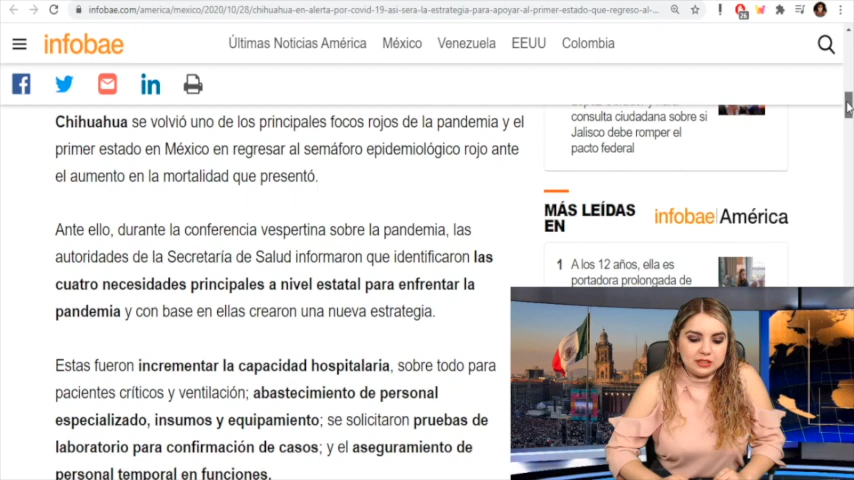 infobae.com/america/mexico/2020/10/28/chihuahua-en-alerta-por-covid-19-asi-sera-la-estrategia-para-apoyar-al-primer-estado-que-regreso-al-...
26
infobae
Últimas Noticias América México Venezuela EEUU Colombia
Chihuahua se volvió uno de los principales focos rojos de la pandemia y el
primer estado en México en regresar al semáforo epidemiológico rojo ante
el aumento en la mortalidad que presentó.
Ante ello, durante la conferencia vespertina sobre la pandemia, las
autoridades de la Secretaría de Salud informaron que identificaron las
cuatro necesidades principales a nivel estatal para enfrentar la
pandemia y con base en ellas crearon una nueva estrategia.
Estas fueron incrementar la capacidad hospitalaria, sobre todo para
pacientes críticos y ventilación; abastecimiento de personal
especializado, insumos y equipamiento; se solicitaron pruebas de
laboratorio para confirmación de casos; y el aseguramiento de
personal temporal en funciones.
consulta ciudadana sobre si
Jalisco debe romper el
pacto federal
MÁS LEÍDAS
EN
infobae América
1 A los 12 años, ella es
portadora prolongada de